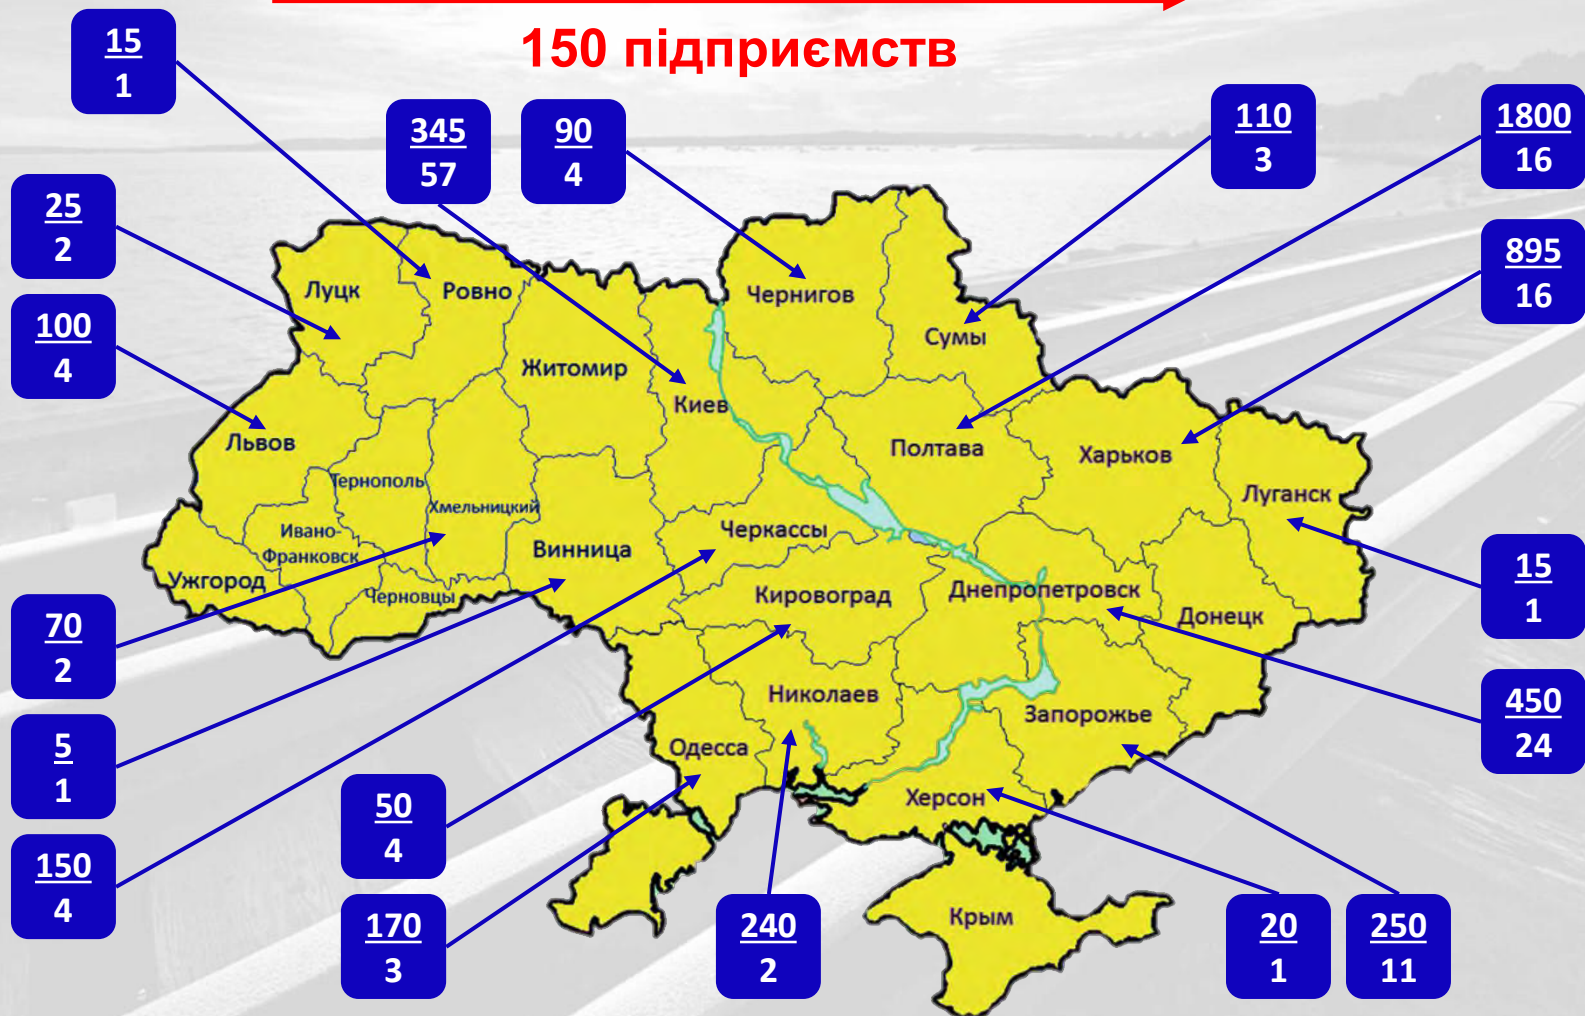 150 підприємств
15
1
345
57
90
4
110
3
1800
16
25
2
895
16
100
4
Луцк
Ровно
Чернигов
Сумы
Житомир
Киев
Львов
Полтава
Харьков
Тернополь
Луганск
Хмельницкий
Ивано-
Франковск
Винница
Черкассы
Ужгород
Черновцы
Кировоград
Днепропетровск
Донецк
15
1
70
2
Николаев
Запорожье
450
24
5
1
Одесса
Херсон
50
4
150
4
170
3
240
2
Крым
20
1
250
11